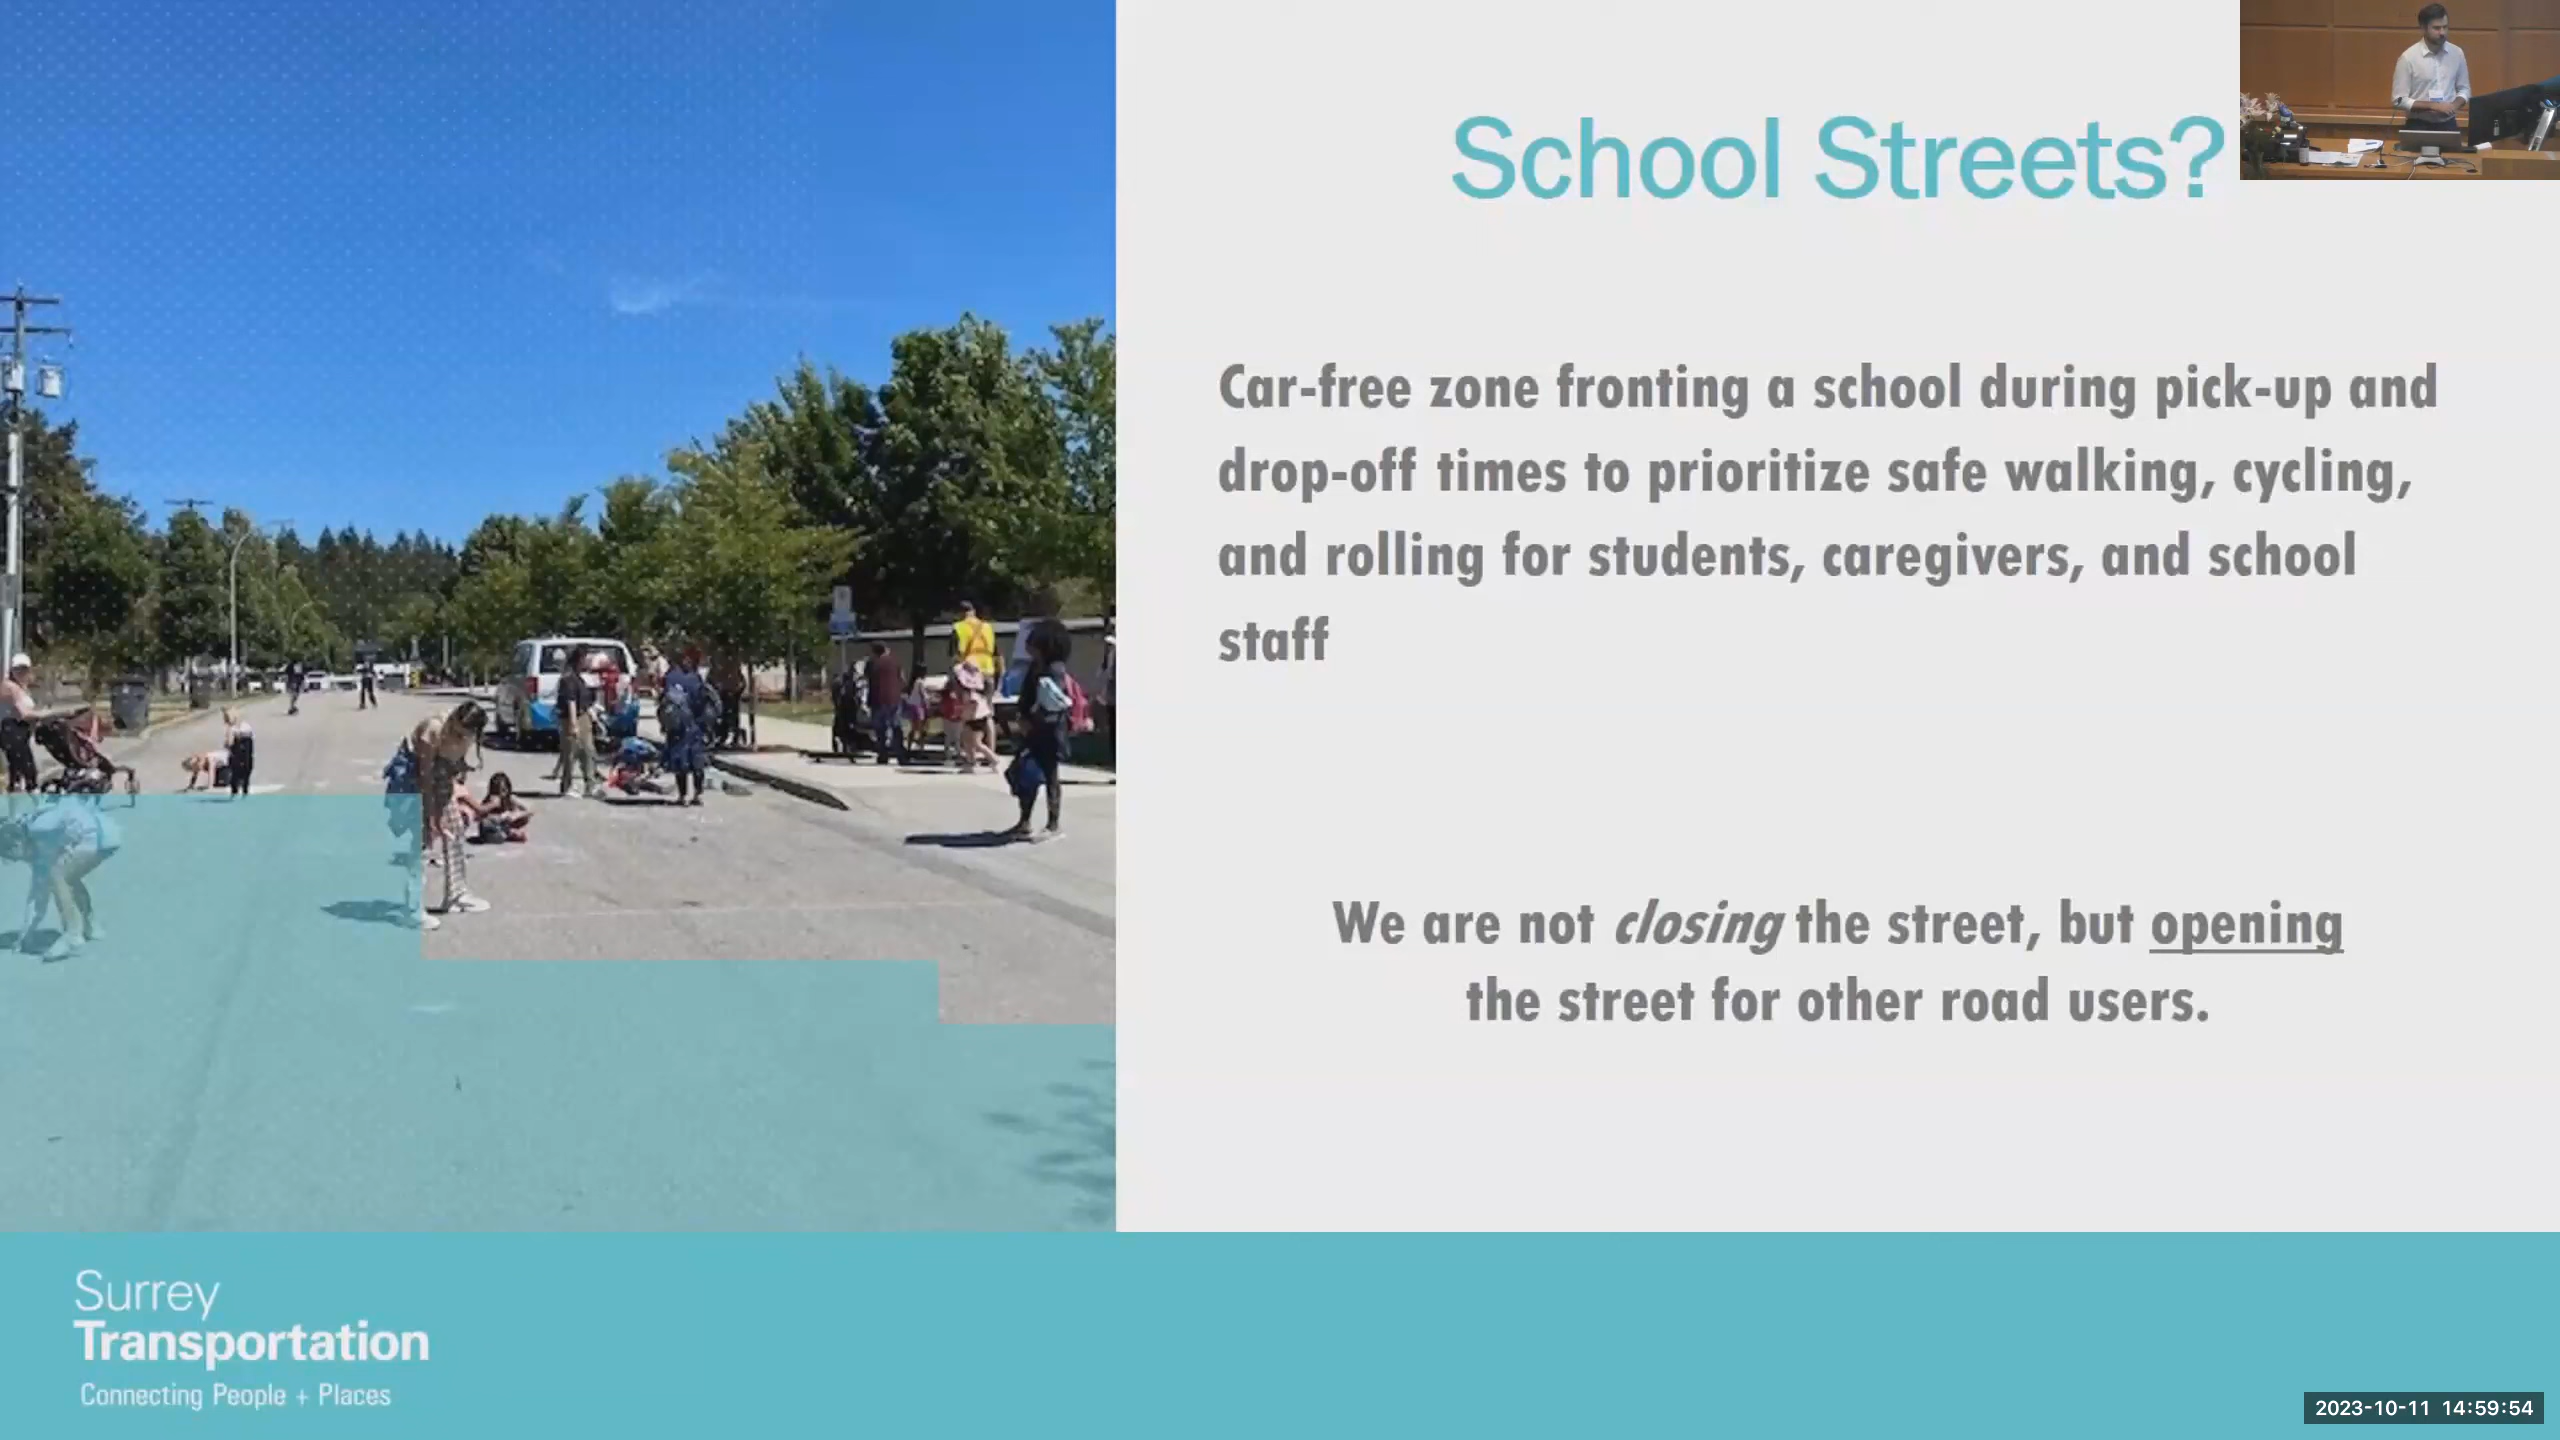 School Streets?
Car-free zone fronting a school during pick-up and
drop-off times to prioritize safe walking, cycling,
and rolling for students, caregivers, and school
staff
We are not closing the street, but opening
the street for other road users.
Surrey
Transportation
Connecting People + Places
2023-10-11 14:59:54